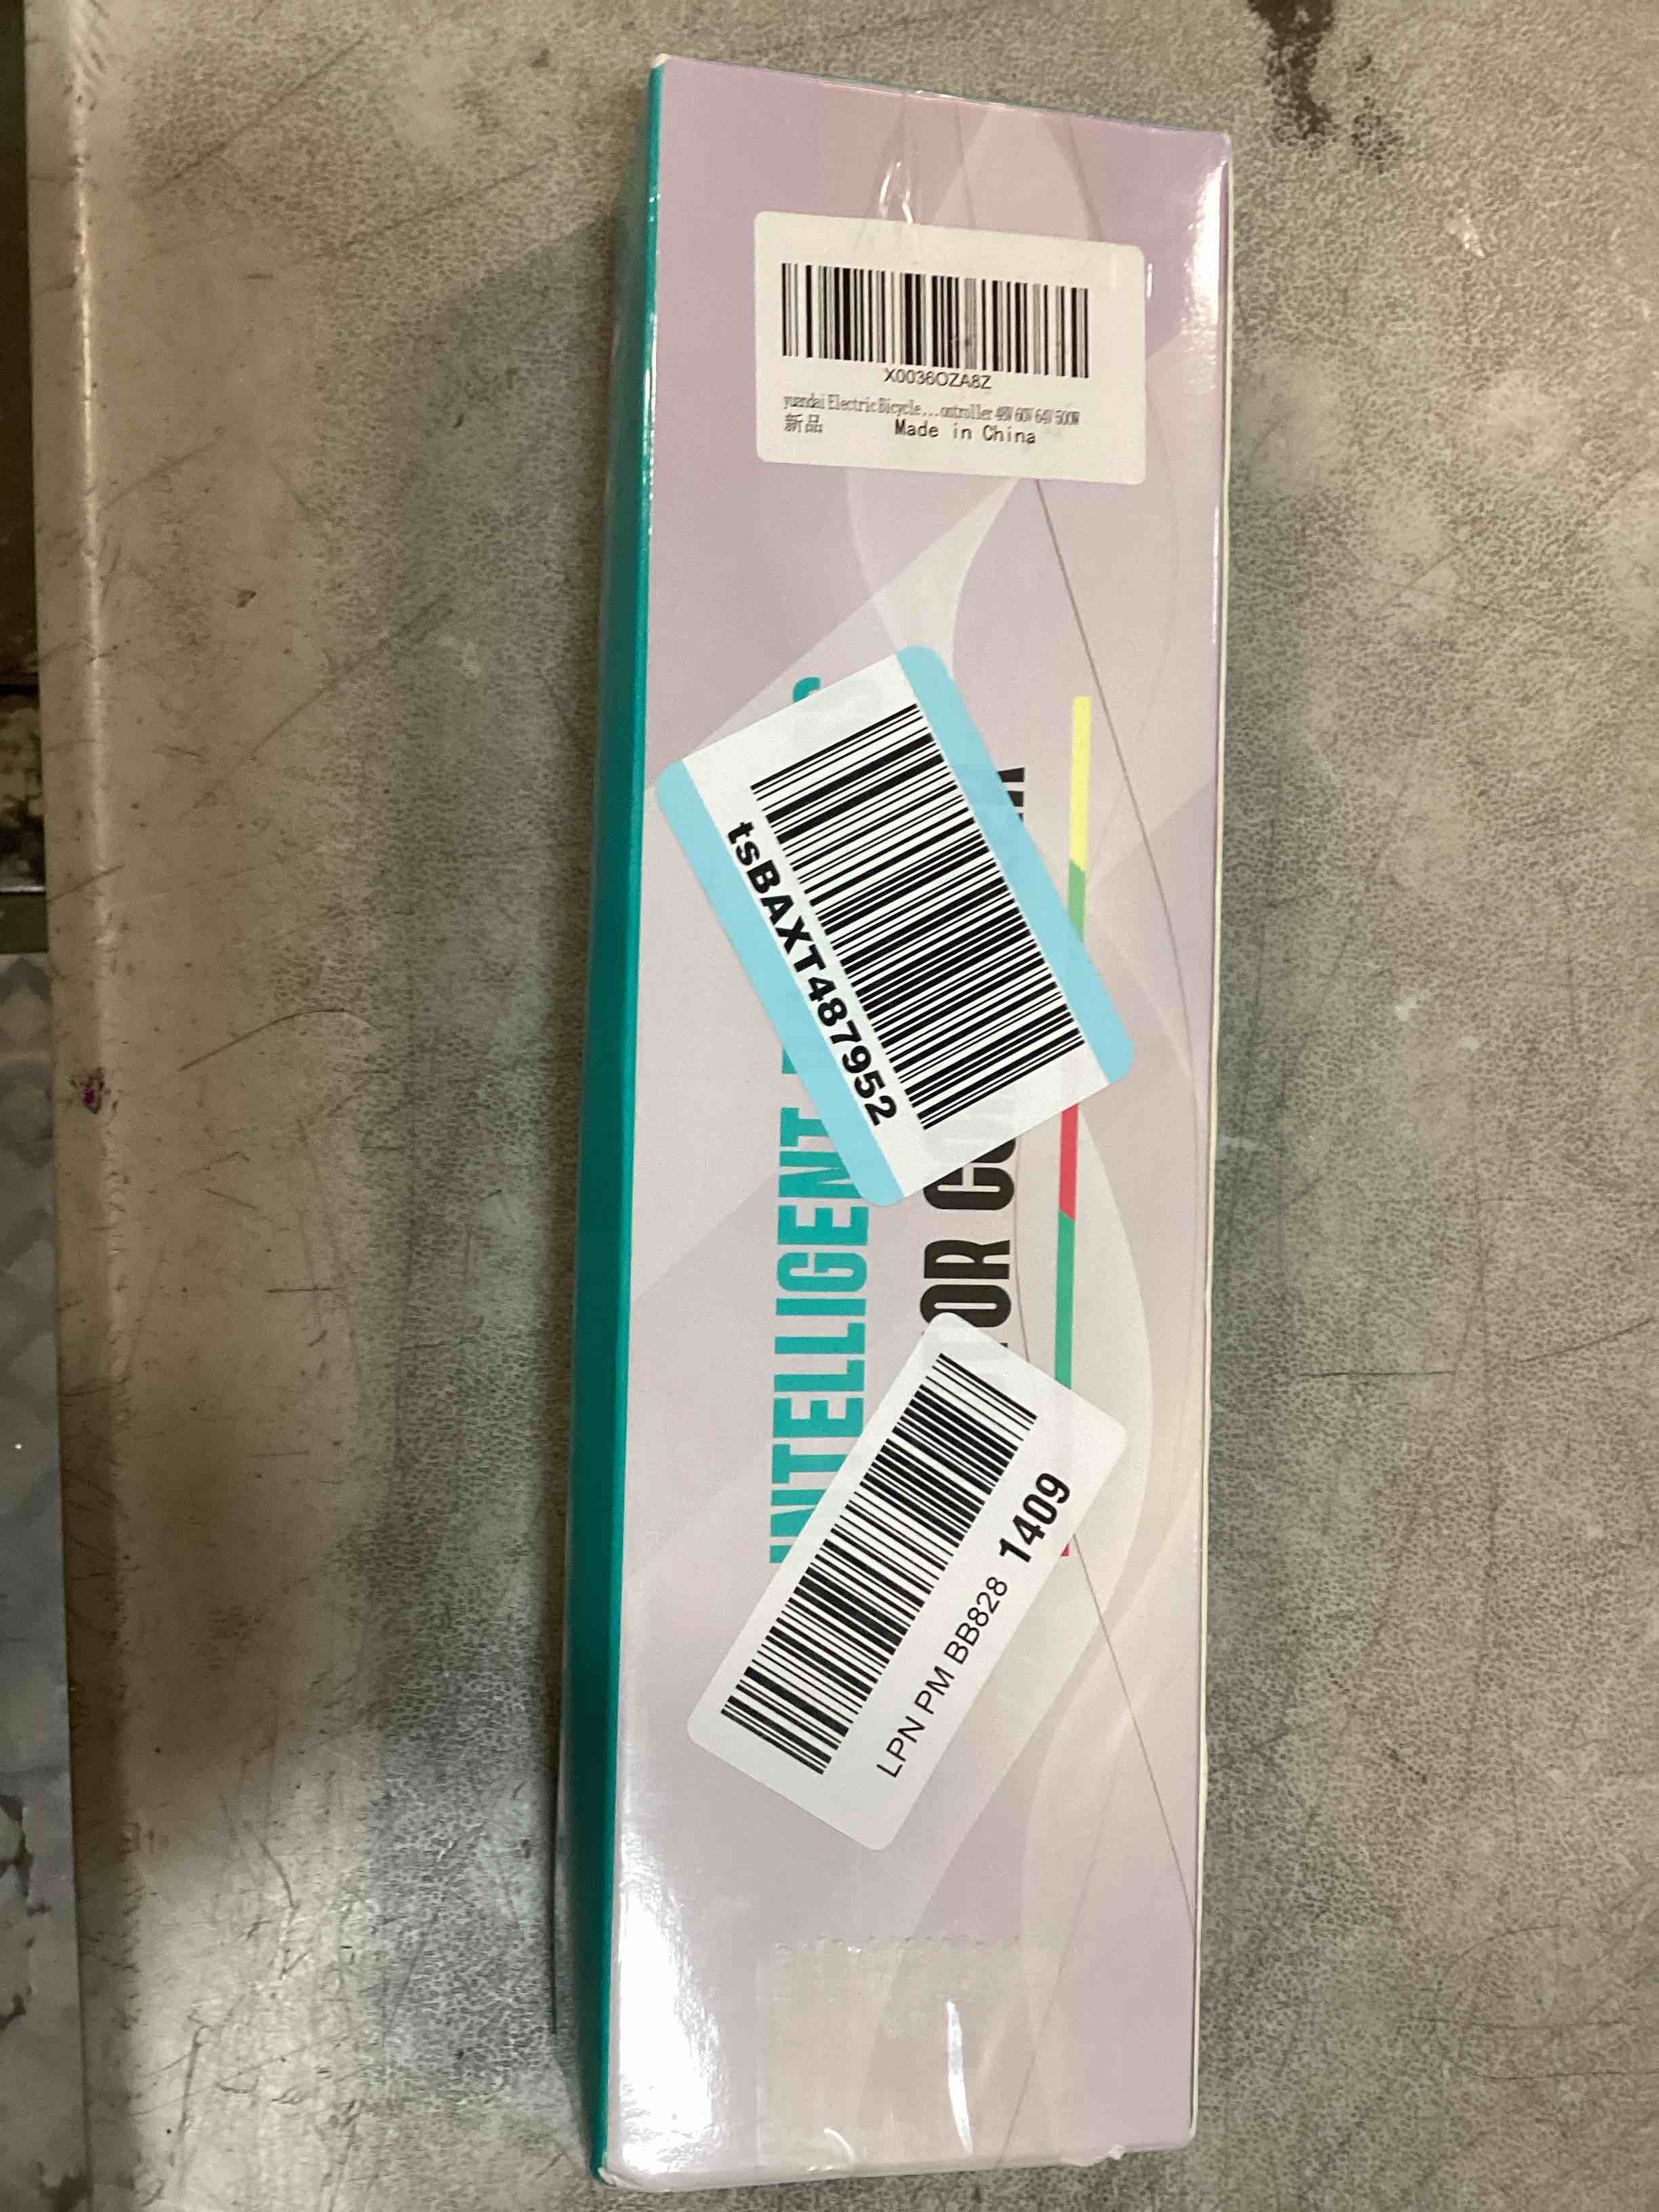 X0036OZA8Z
yuandai Electric Bicycle...ontroller 48V 60V 64V 500W
新品
Made in China
tsBAXT487952
INTELLIGENT
OR
LPN PM BB828 1409